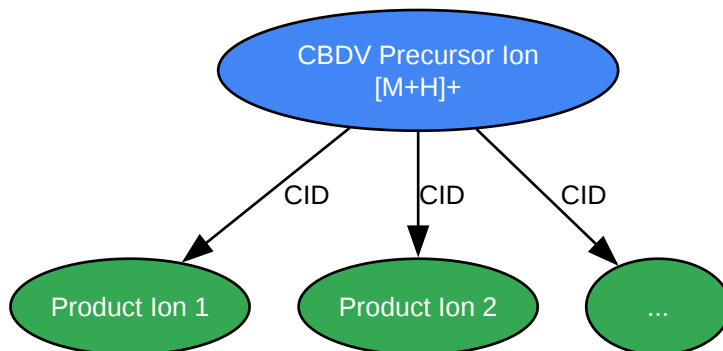 CBDV Precursor Ion
[M+H]+
CID
CID
CID
Product Ion 1
Product Ion 2
...